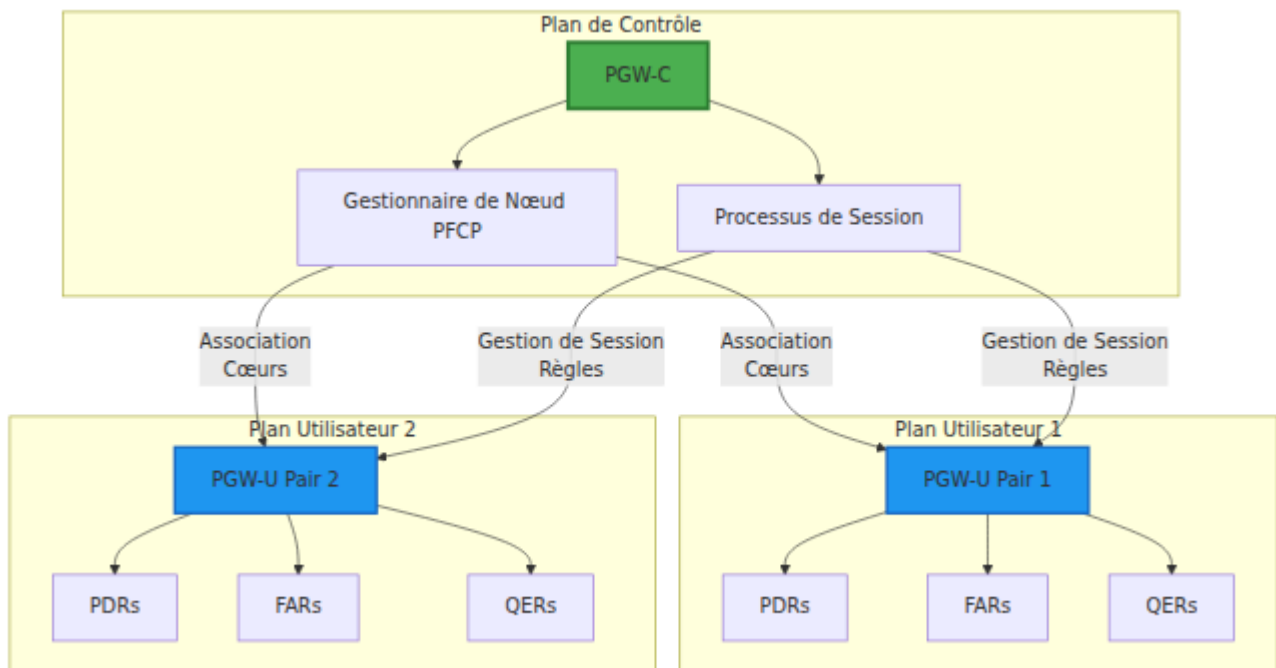 Plan de Contrôle
PGW-C
Gestionnaire de Nœud
PFCP
Processus de Session
Association
Cœurs
Gestion de Session
Règles
Association
Cœurs
Gestion de Session
Règles
Plan Utilisateur 2
PGW-U Pair 2
PDRs
FARs
QERs
Plan Utilisateur 1
PGW-U Pair 1
PDRs
FARs
QERs